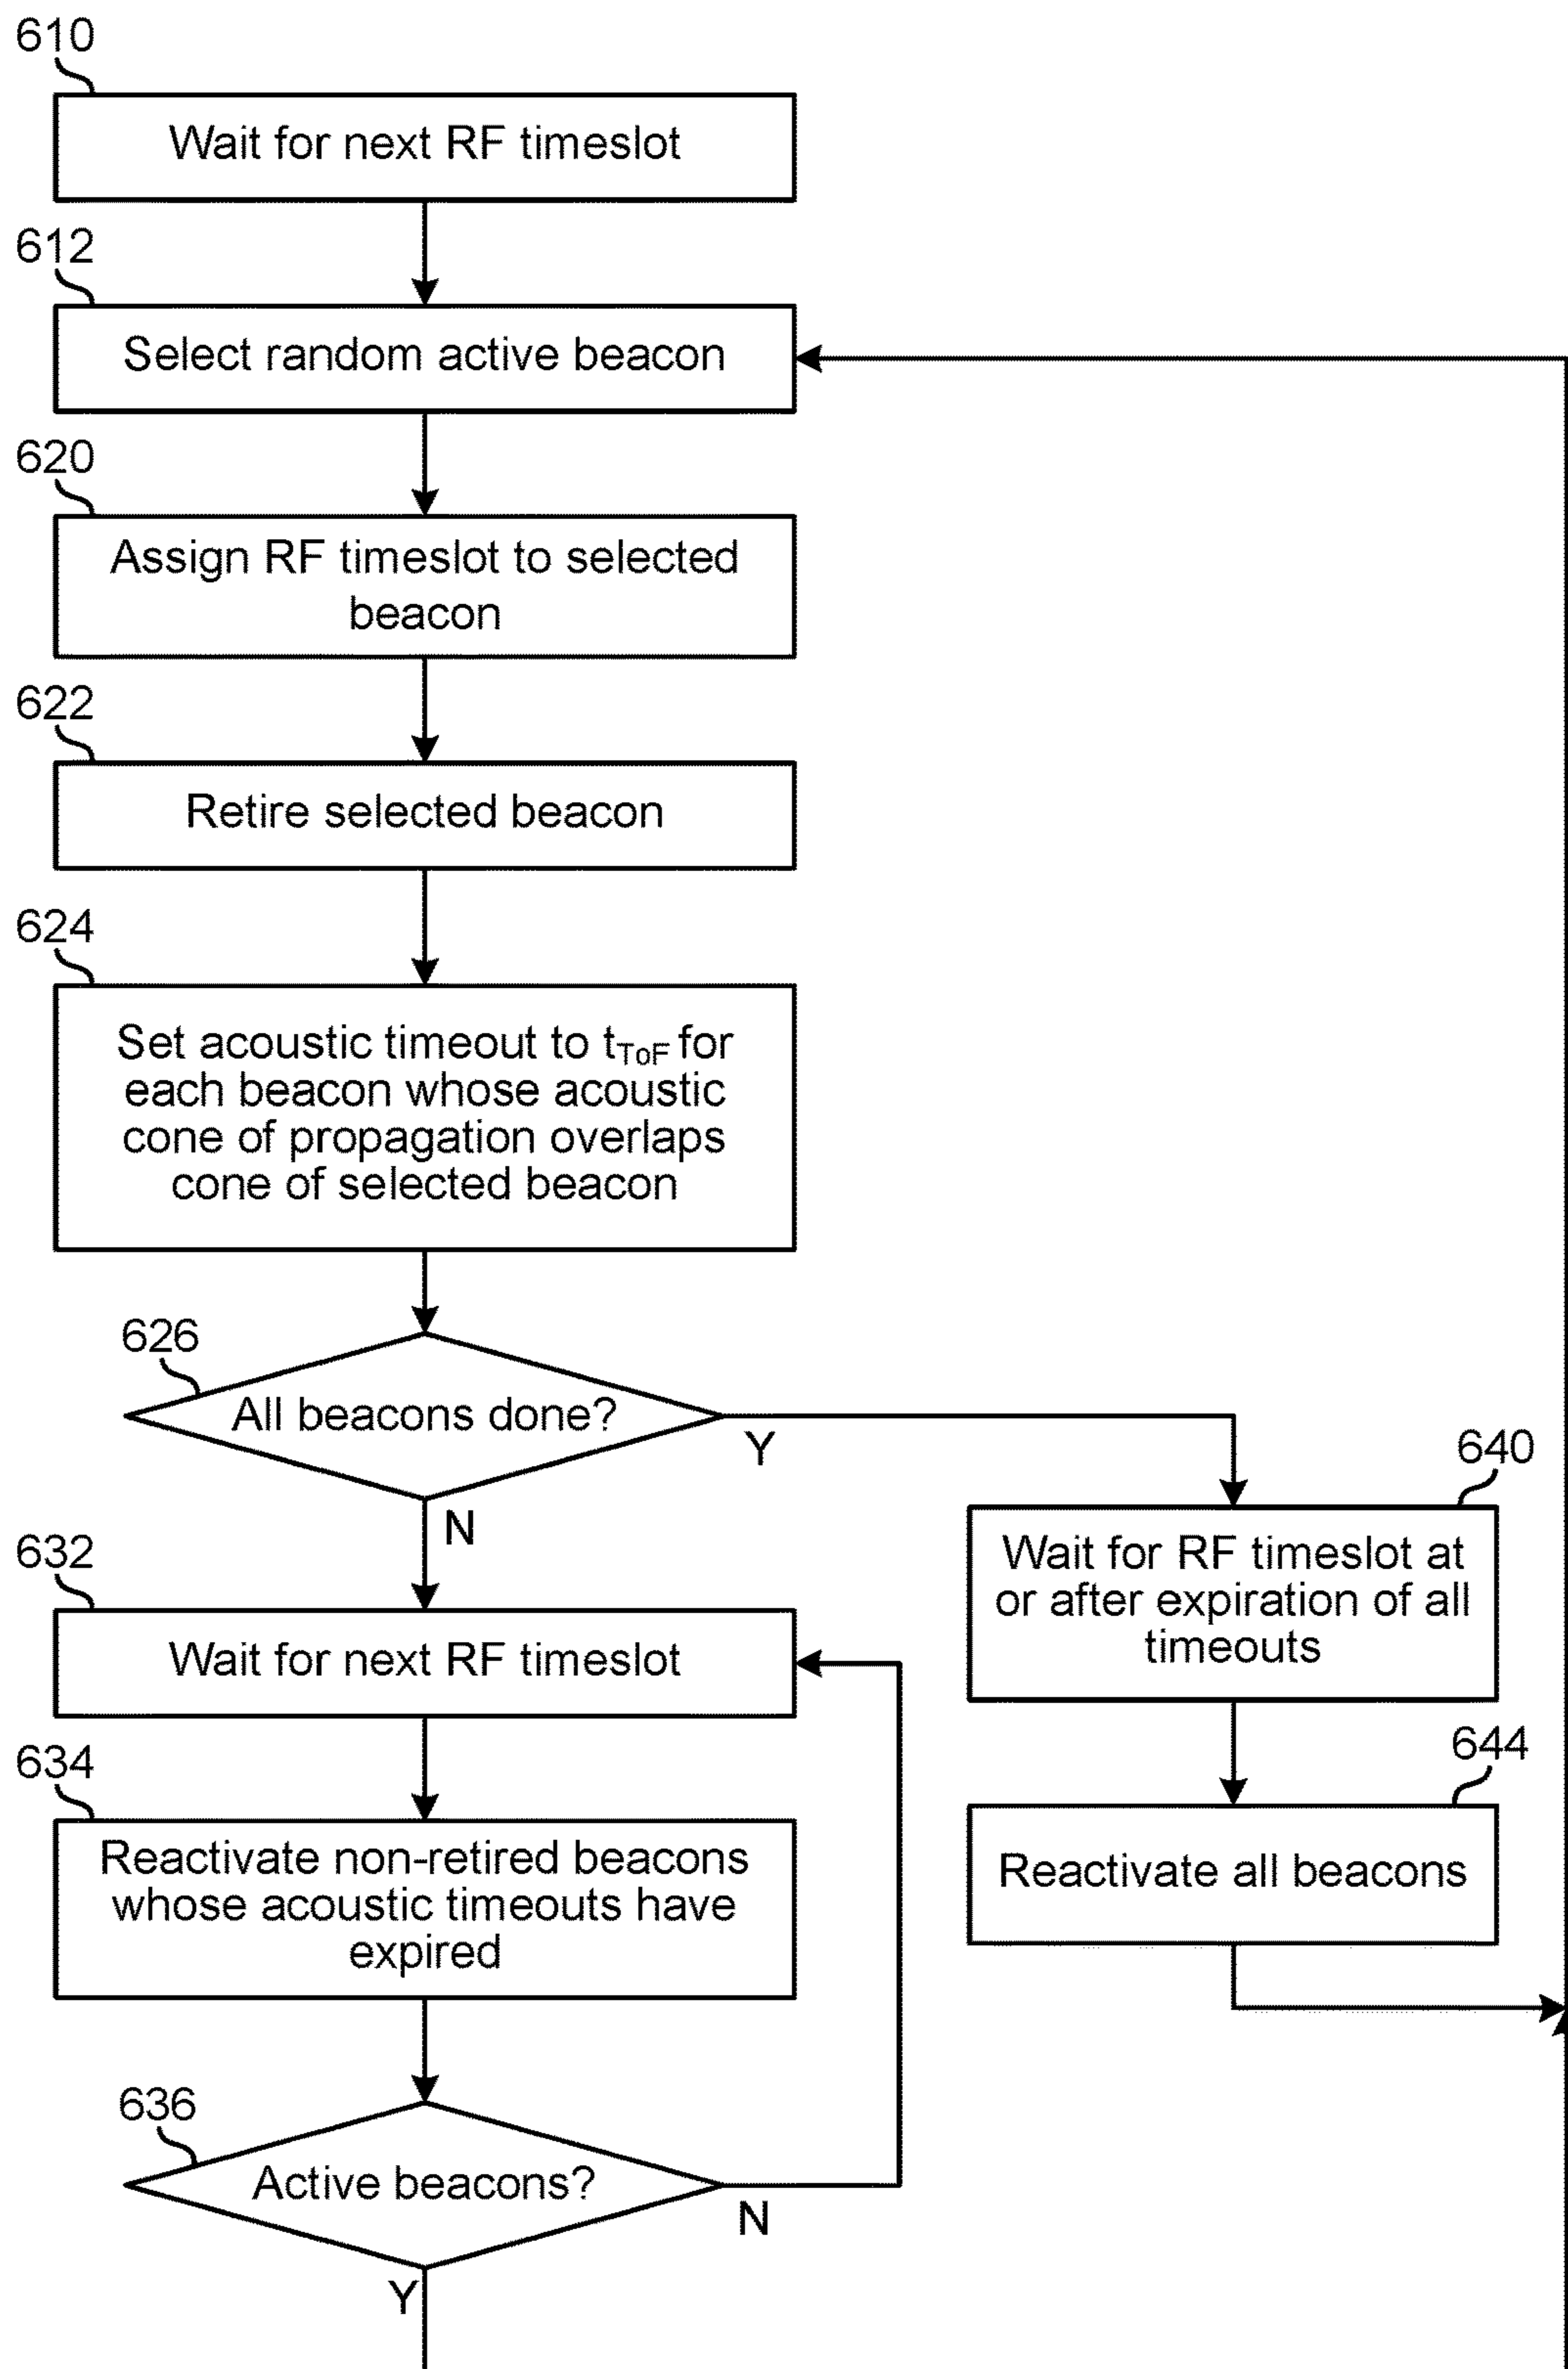 610
Wait for next RF timeslot
612
Select random active beacon
620
Assign RF timeslot to selected
beacon
622
Retire selected beacon
624
Set acoustic timeout to tToF for
each beacon whose acoustic
cone of propagation overlaps
cone of selected beacon
626
All beacons done?
Y
N
640
Wait for RF timeslot at
or after expiration of all
timeouts
632
Wait for next RF timeslot
644
Reactivate all beacons
634
Reactivate non-retired beacons
whose acoustic timeouts have
expired
636
Active beacons?
N
Y